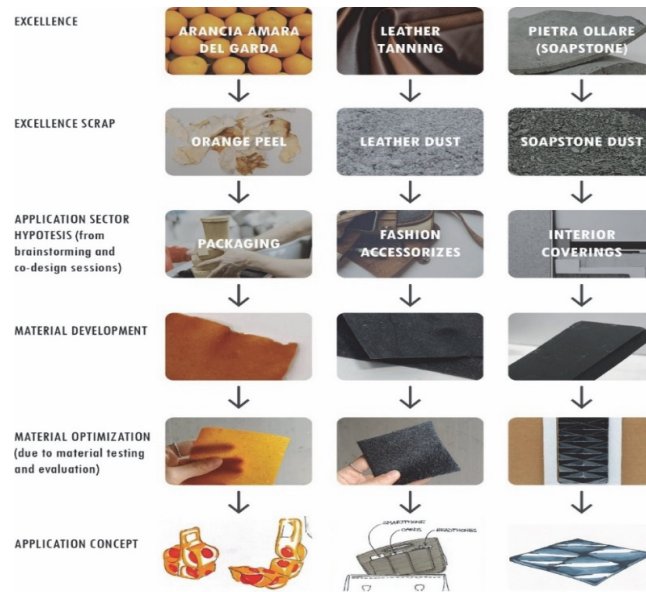 EXCELLENCE
ARANCIA AMARA
DEL GARDA
LEATHER
TANNING
PIETRA OLLARE
(SOAPSTONE)
EXCELLENCE SCRAP
ORANGE PEEL
LEATHER DUST
SOAPSTONE DUST
APPLICATION SECTOR
HYPOTESIS (from
brainstorming and
co-design sessions)
PACKAGING
FASHION
ACCESSORIZES
INTERIOR
COVERINGS
MATERIAL DEVELOPMENT
MATERIAL OPTIMIZATION
(due to material testing
and evaluation)
APPLICATION CONCEPT
SMARTPHONE
CARDS
EARPHONES